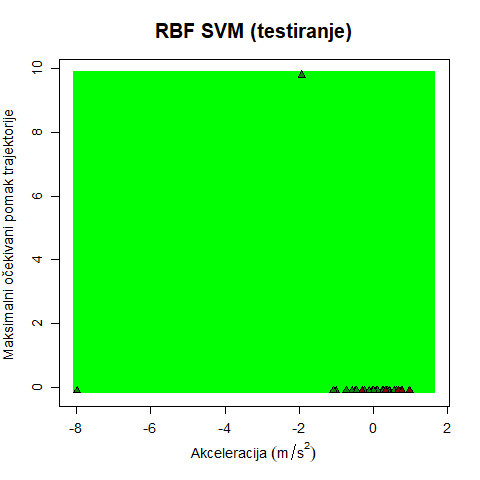 RBF SVM (testiranje)
Maksimalni očekivani pomak trajektorije
10
8
6
4
2
0
-8 -6 -4 -2 0 2
Akceleracija (m/s²)